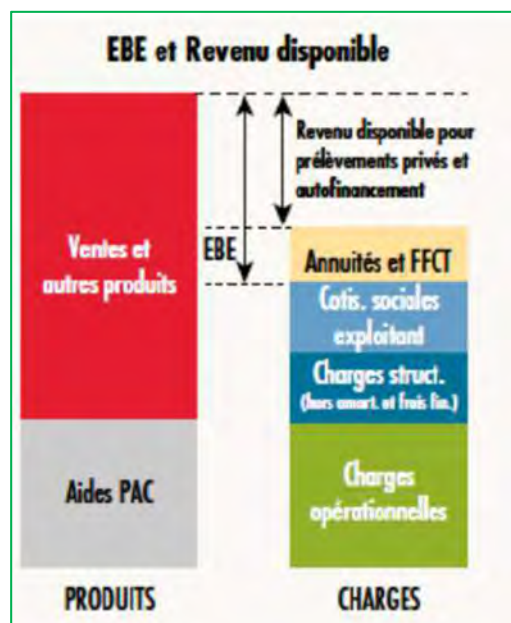 EBE et Revenu disponible
Revenu disponible pour
prélèvements privés et
autofinancement
Ventes et
autres produits
EBE
Annuités et FFCT
Cotis. sociales
exploitant
Charges struct.
(hors amort. et frais fin.)
Aides PAC
Charges
opérationnelles
PRODUITS
CHARGES